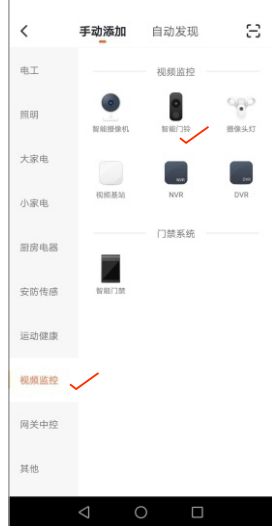 手动添加 自动发现
电工
照明
大家电
小家电
厨房电器
安防传感
运动健康
视频监控
网关中控
其他
视频监控
智能摄像机 智能门铃 摄像头灯
视频基站 NVR DVR
门禁系统
智能门禁